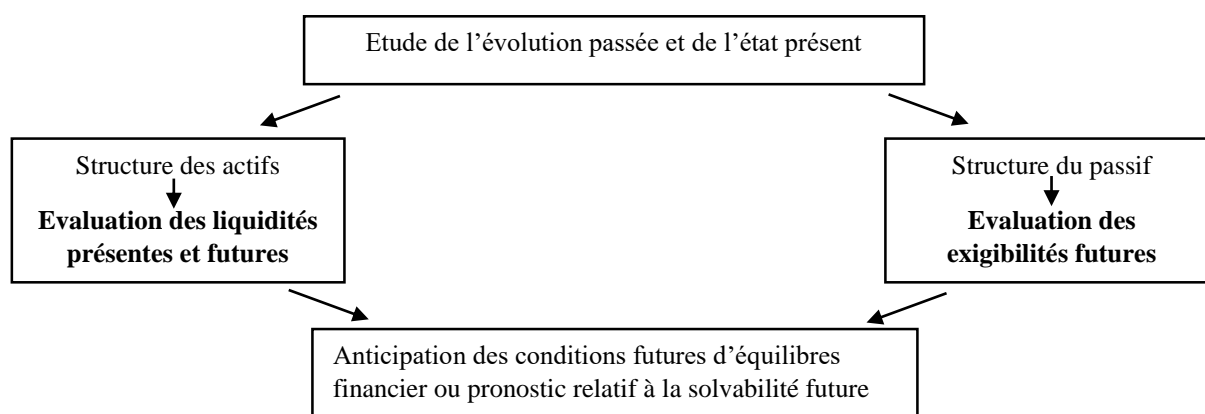 Etude de l’évolution passée et de l’état présent
Structure des actifs
Evaluation des liquidités
présentes et futures
Structure du passif
Evaluation des
exigibilités futures
Anticipation des conditions futures d’équilibres
financier ou pronostic relatif à la solvabilité future